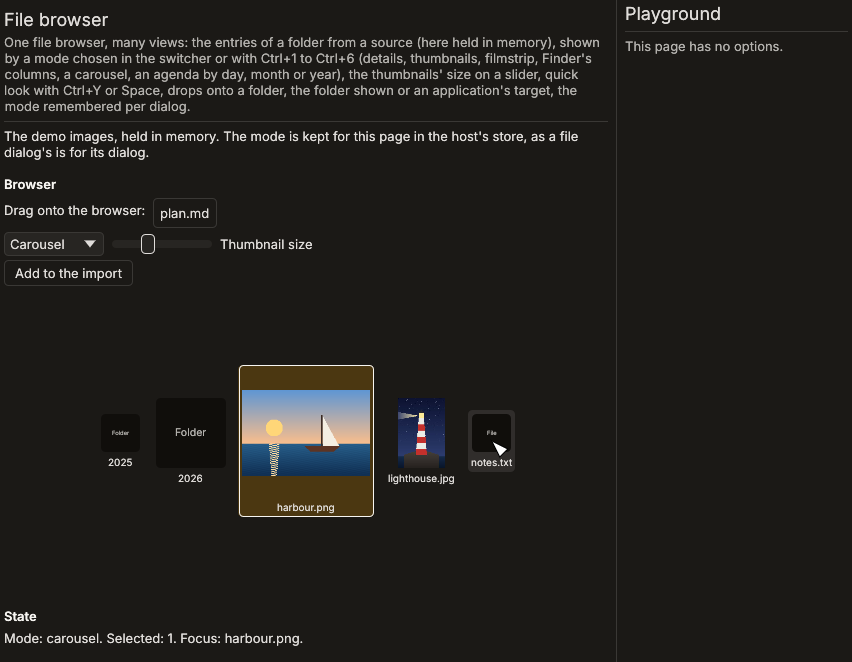 File browser
One file browser, many views: the entries of a folder from a source (here held in memory), shown
by a mode chosen in the switcher or with Ctrl+1 to Ctrl+6 (details, thumbnails, filmstrip, Finder's
columns, a carousel, an agenda by day, month or year), the thumbnails' size on a slider, quick
look with Ctrl+Y or Space, drops onto a folder, the folder shown or an application's target, the
mode remembered per dialog.
The demo images, held in memory. The mode is kept for this page in the host's store, as a file
dialog's is for its dialog.
Browser
Drag onto the browser: plan.md
Carousel Thumbnail size
Add to the import
Folder
2025
Folder
2026
harbour.png
lighthouse.jpg
File
notes.txt
State
Mode: carousel. Selected: 1. Focus: harbour.png.
Playground
This page has no options.